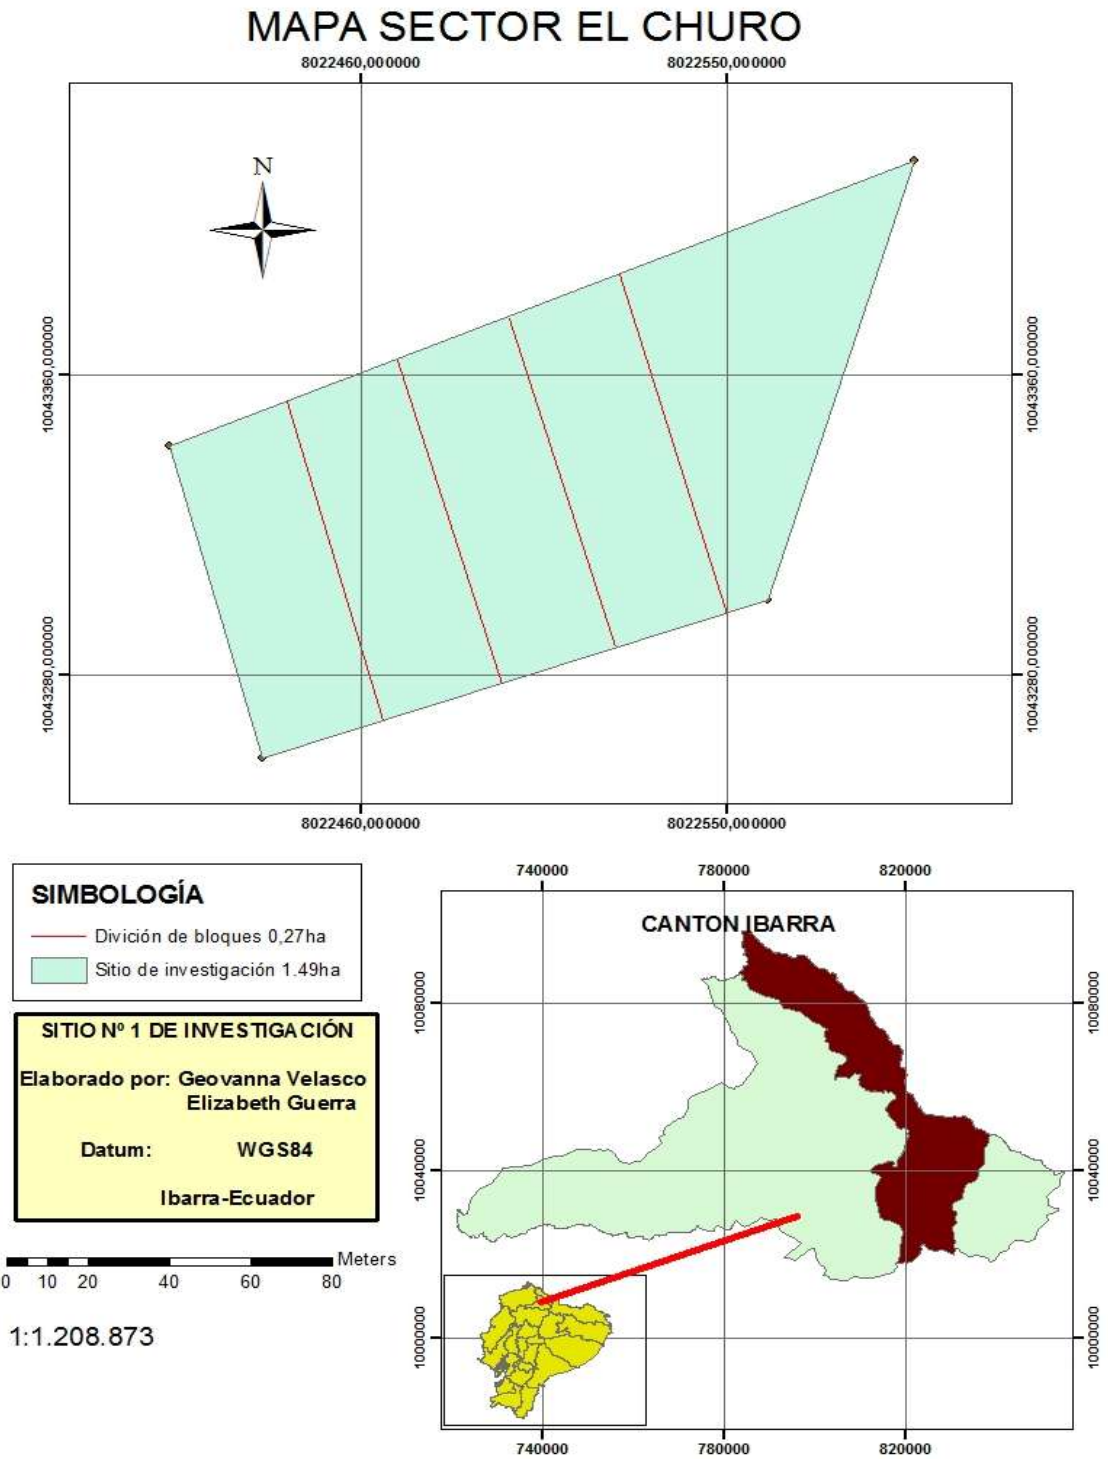 MAPA SECTOR EL CHURO
8022460,000000 8022550,000000
N
10043360,000000 10043360,000000
10043280,000000 10043280,000000
8022460,000000 8022550,000000
SIMBOLOGÍA
División de bloques 0,27ha
Sitio de investigación 1.49ha
SITIO Nº 1 DE INVESTIGACIÓN
Elaborado por: Geovanna Velasco
Elizabeth Guerra
Datum: WGS84
Ibarra-Ecuador
0 10 20 40 60 80 Meters
1:1.208.873
740000 780000 820000
CANTON IBARRA
10080000 10080000
10040000 10040000
10000000 10000000
740000 780000 820000